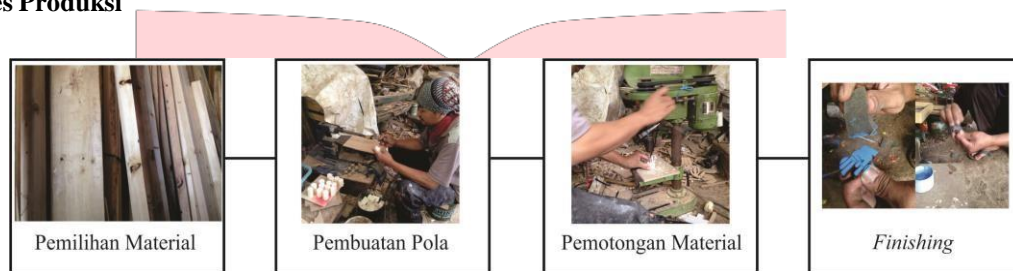 es Produksi
Pemilihan Material
Pembuatan Pola
Pemotongan Material
Finishing